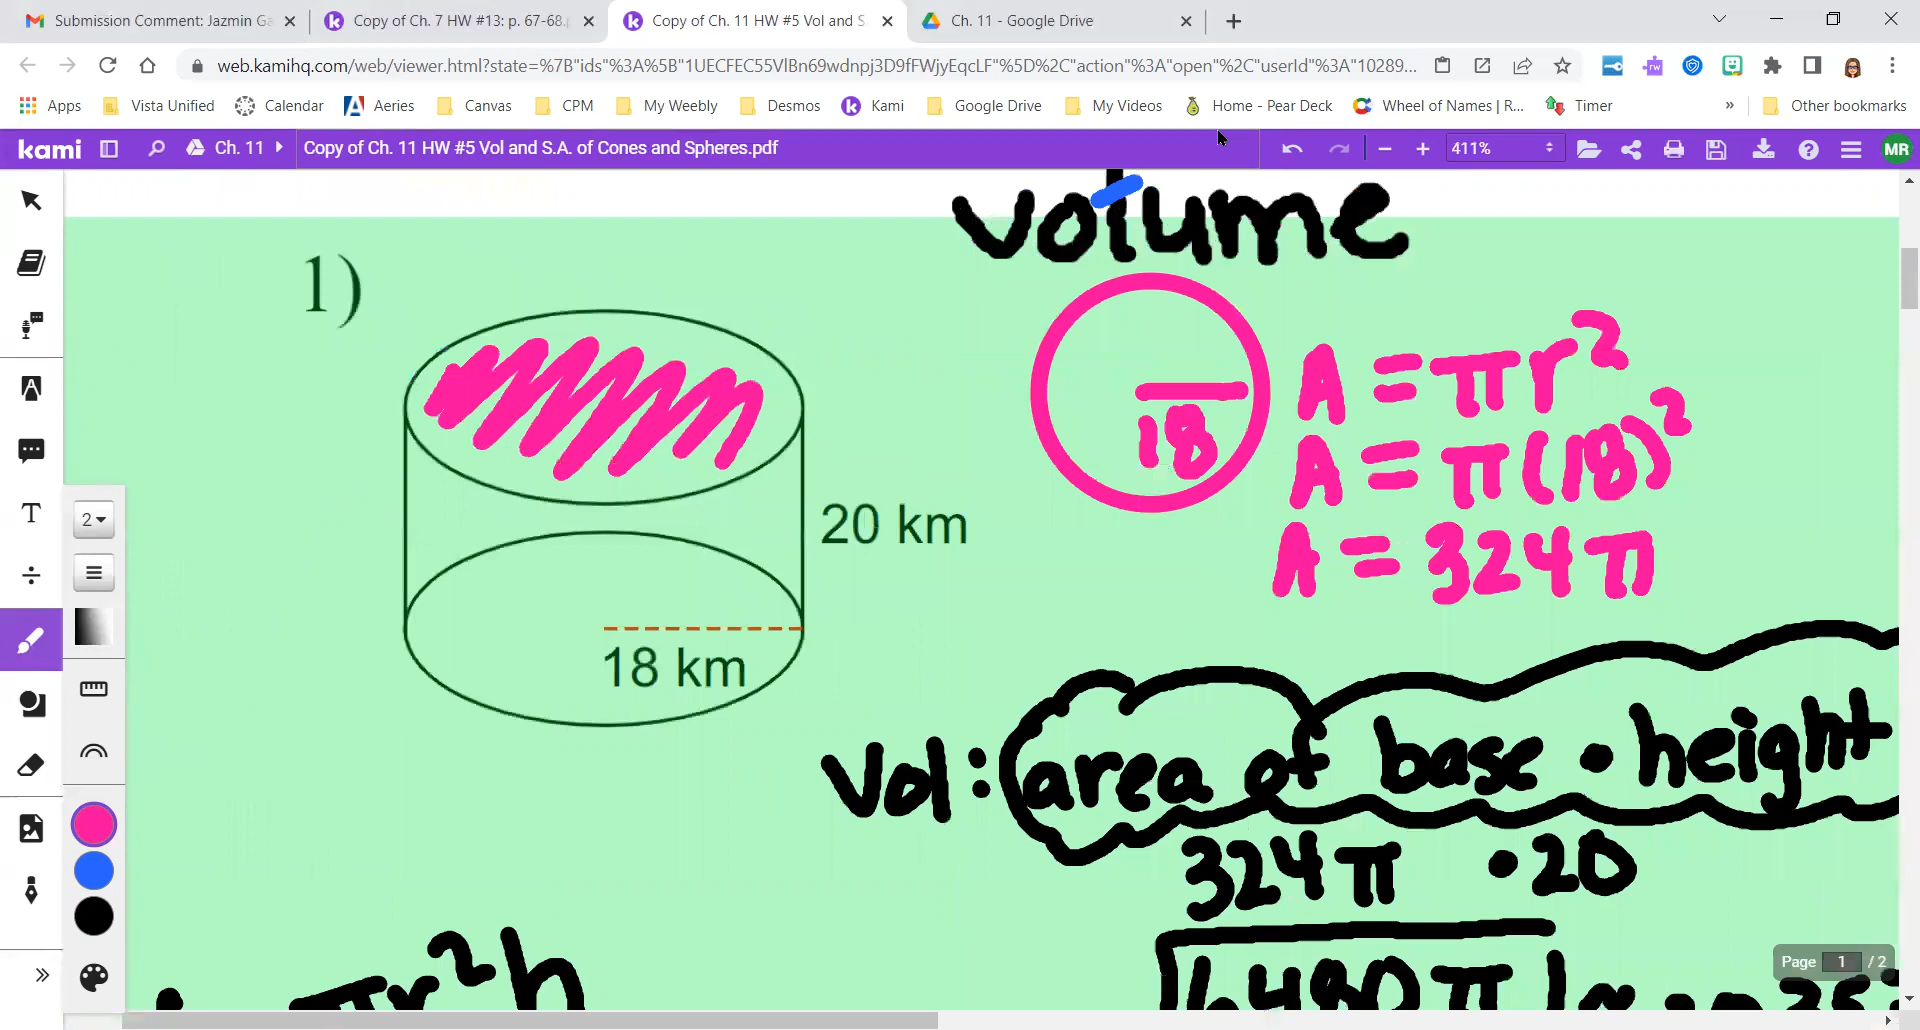 Submission Comment: Jazmin Ga
Copy of Ch. 7 HW #13: p. 67-68.
Copy of Ch. 11 HW #5 Vol and S.
Ch. 11 - Google Drive
web.kamihq.com/web/viewer.html?state=%7B"ids"%3A%5B"1UECFEC55VlBn69wdnpj3D9fFWjyEqcLF"%5D%2C"action"%3A"open"%2C"userId"%3A"10289...
Apps Vista Unified Calendar Aeries Canvas CPM My Weebly Desmos Kami Google Drive My Videos Home - Pear Deck Wheel of Names | R... Timer » Other bookmarks
kami Ch. 11 Copy of Ch. 11 HW #5 Vol and S.A. of Cones and Spheres.pdf 411% MR
volume
1)
18
A = πr²
A = π(18)²
A = 324π
20 km
18 km
Vol: area of base • height
324π • 20
2
πr²h
6480π
Page 1 / 2